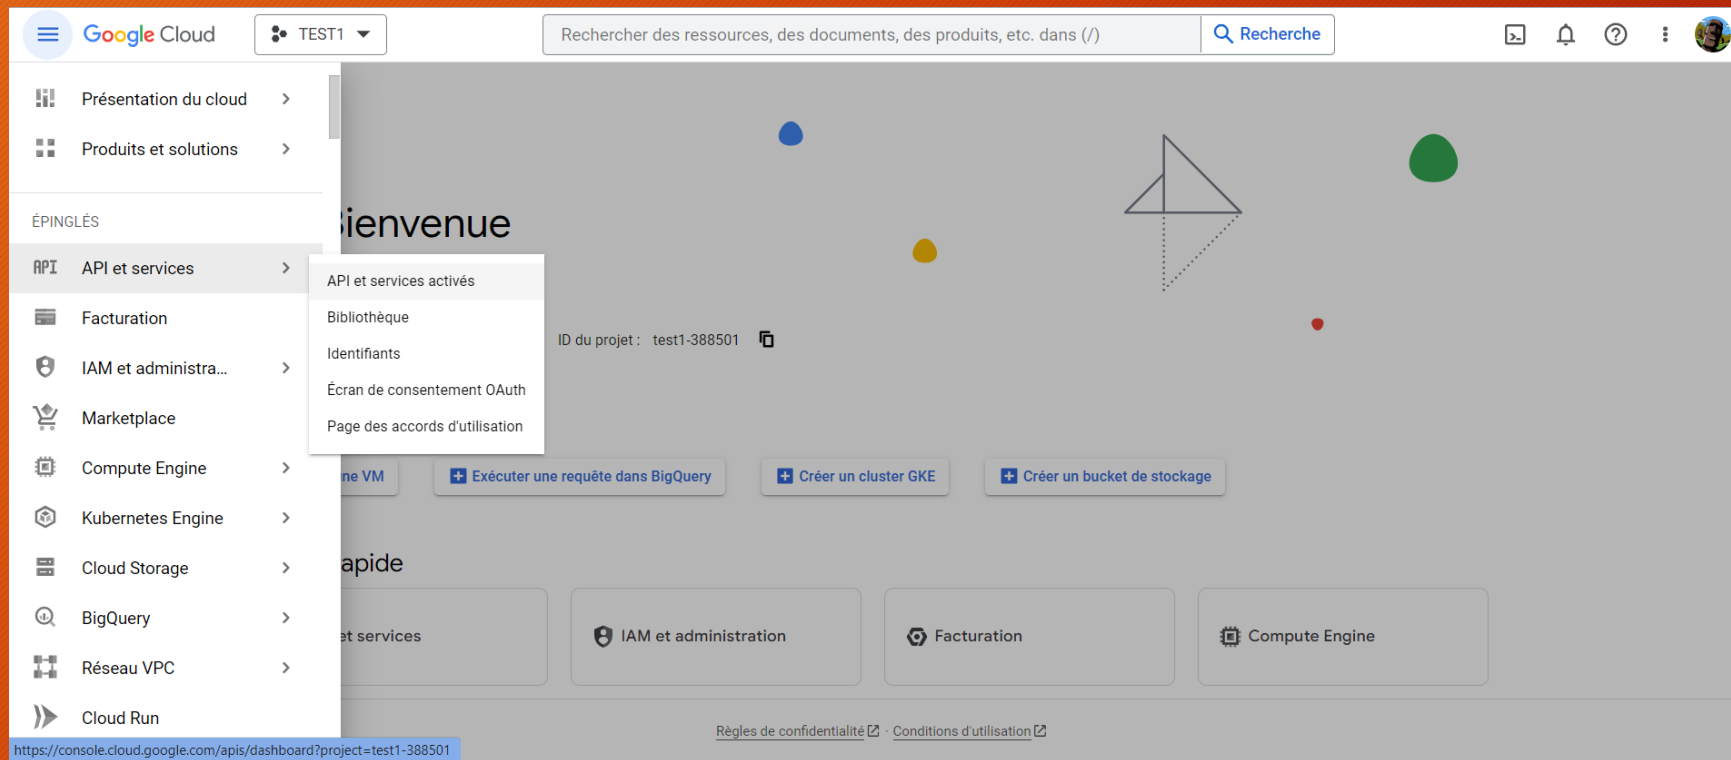 Google Cloud
TEST1
Rechercher des ressources, des documents, des produits, etc. dans (/)
Recherche
Présentation du cloud
Produits et solutions
ÉPINGLÉS
API et services
Facturation
IAM et administra...
Marketplace
Compute Engine
Kubernetes Engine
Cloud Storage
BigQuery
Réseau VPC
Cloud Run
API et services activés
Bibliothèque
Identifiants
Écran de consentement OAuth
Page des accords d'utilisation
ienvenue
ID du projet : test1-388501
ne VM
Exécuter une requête dans BigQuery
Créer un cluster GKE
Créer un bucket de stockage
apide
et services
IAM et administration
Facturation
Compute Engine
Règles de confidentialité · Conditions d'utilisation
https://console.cloud.google.com/apis/dashboard?project=test1-388501